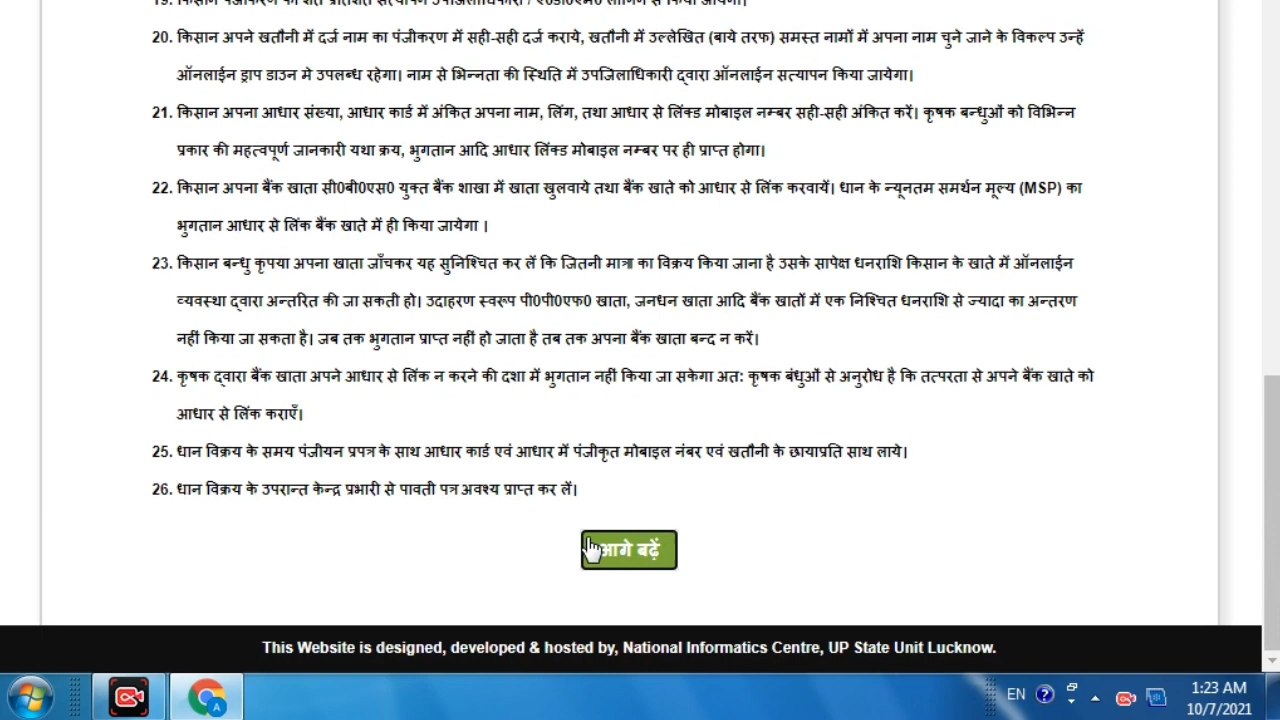 20. किसान अपने खतौनी में दर्ज नाम का पंजीकरण में सही-सही दर्ज कराये, खतौनी में उल्लेखित (बाये तरफ) समस्त नामों में अपना नाम चुने जाने के विकल्प उन्हें
ऑनलाईन ड्राप डाउन मे उपलब्ध रहेगा। नाम से भिन्नता की स्थिति में उपजिलाधिकारी द्वारा ऑनलाईन सत्यापन किया जायेगा।
21. किसान अपना आधार संख्या, आधार कार्ड में अंकित अपना नाम, लिंग, तथा आधार से लिंक्ड मोबाइल नम्बर सही-सही अंकित करें। कृषक बन्धुओं को विभिन्न
प्रकार की महत्वपूर्ण जानकारी यथा क्रय, भुगतान आदि आधार लिंक्ड मोबाइल नम्बर पर ही प्राप्त होगा।
22. किसान अपना बैंक खाता सी0बी0एस0 युक्त बैंक शाखा में खाता खुलवाये तथा बैंक खाते को आधार से लिंक करवायें। धान के न्यूनतम समर्थन मूल्य (MSP) का
भुगतान आधार से लिंक बैंक खाते में ही किया जायेगा ।
23. किसान बन्धु कृपया अपना खाता जाँचकर यह सुनिश्चित कर लें कि जितनी मात्रा का विक्रय किया जाना है उसके सापेक्ष धनराशि किसान के खाते में ऑनलाईन
व्यवस्था द्वारा अन्तरित की जा सकती हो। उदाहरण स्वरूप पी0पी0एफ0 खाता, जनधन खाता आदि बैंक खातों में एक निश्चित धनराशि से ज्यादा का अन्तरण
नहीं किया जा सकता है। जब तक भुगतान प्राप्त नहीं हो जाता है तब तक अपना बैंक खाता बन्द न करें।
24. कृषक द्वारा बैंक खाता अपने आधार से लिंक न करने की दशा में भुगतान नहीं किया जा सकेगा अत: कृषक बंधुओं से अनुरोध है कि तत्परता से अपने बैंक खाते को
आधार से लिंक कराएँ।
25. धान विक्रय के समय पंजीयन प्रपत्र के साथ आधार कार्ड एवं आधार में पंजीकृत मोबाइल नंबर एवं खतौनी के छायाप्रति साथ लाये।
26. धान विक्रय के उपरान्त केन्द्र प्रभारी से पावती पत्र अवश्य प्राप्त कर लें।
आगे बढ़ें
This Website is designed, developed & hosted by, National Informatics Centre, UP State Unit Lucknow.
EN
1:23 AM
10/7/2021